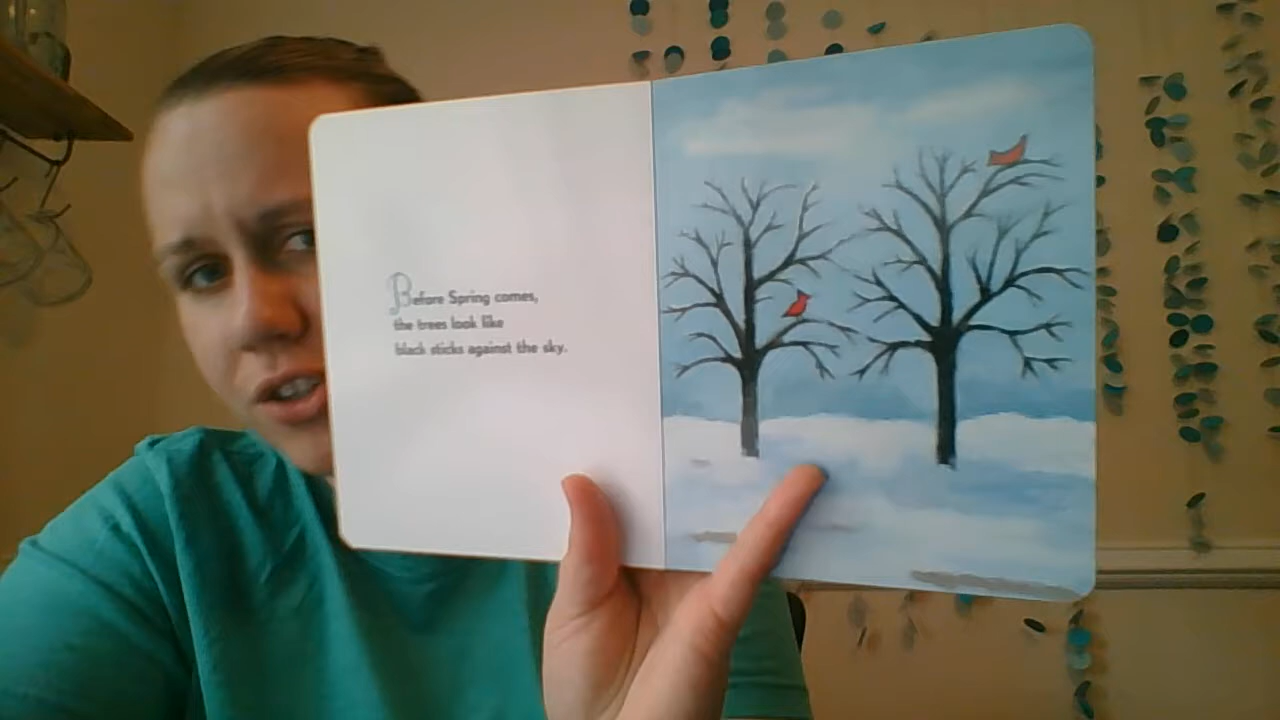 Before Spring comes,
the trees look like
black sticks against the sky.